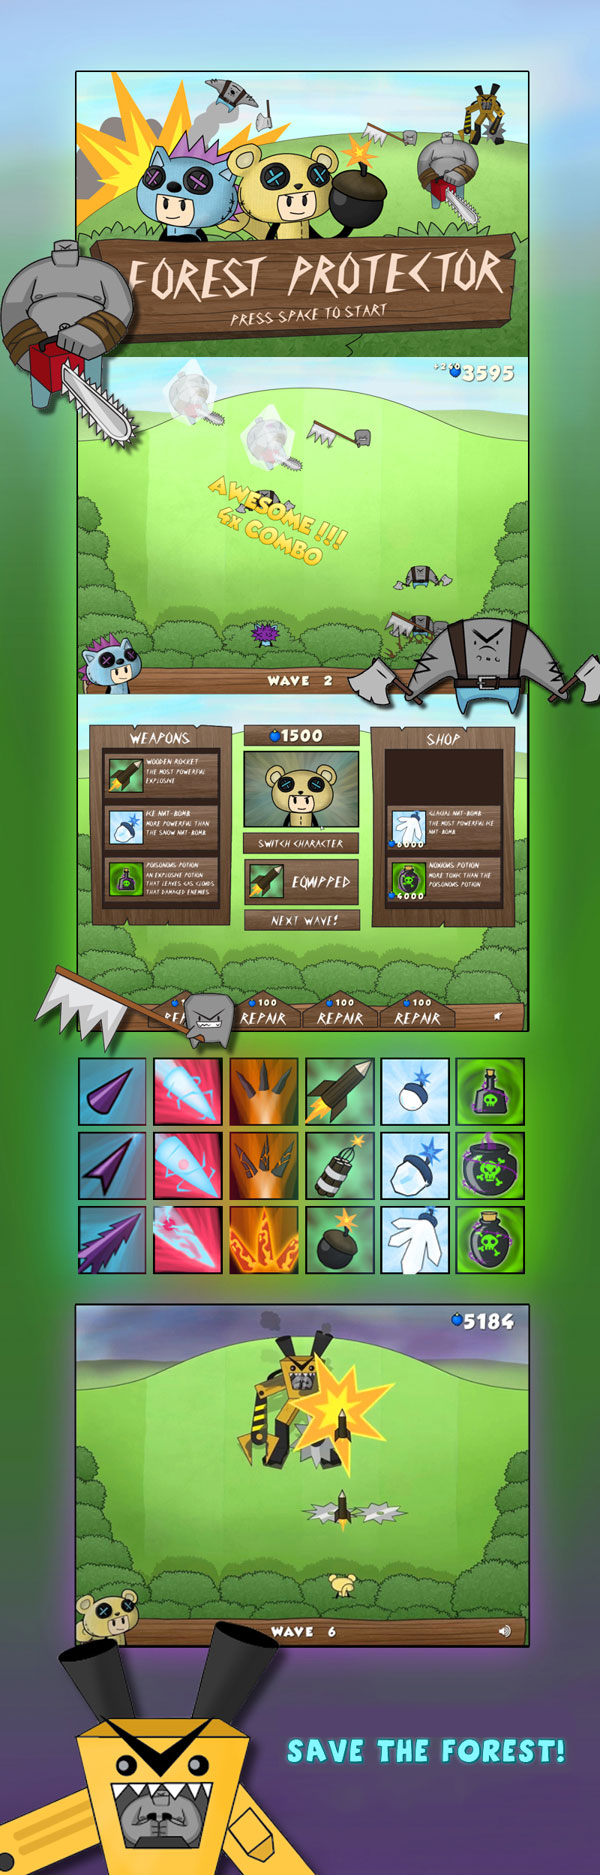 FOREST PROTECTOR
PRESS SPACE TO START
+260
3595
AWESOME !!!
4X COMBO
WAVE 2
WEAPONS
WOODEN ROCKET
THE MOST POWERFUL
EXPLOSIVE
ICE NUT-BOMB
MORE POWERFUL THAN
THE SNOW NUT-BOMB
POISONOUS POTION
AN EXPLOSIVE POTION
THAT LEAVES GAS CLOUDS
THAT DAMAGED ENEMIES
1500
SWITCH CHARACTER
EQUIPPED
NEXT WAVE!
SHOP
GLACIAL NUT-BOMB
THE MOST POWERFUL ICE
NUT-BOMB
6000
NOXIOUS POTION
MORE TOXIC THAN THE
POISONOUS POTION
4000
100 100 100
REPAIR REPAIR REPAIR
5184
WAVE 6
SAVE THE FOREST!